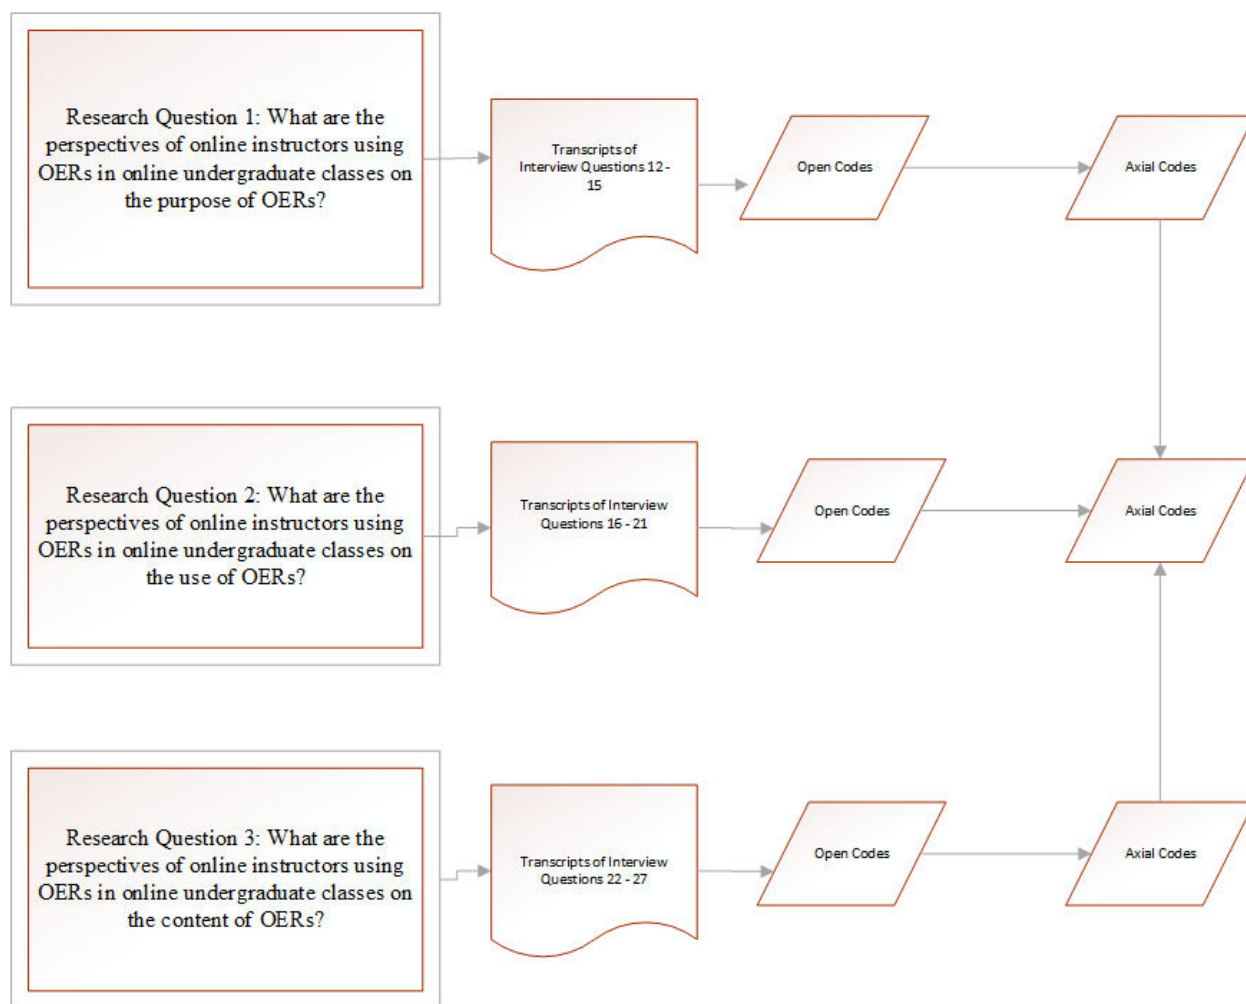 Research Question 1: What are the
perspectives of online instructors using
OERs in online undergraduate classes on
the purpose of OERs?
Transcripts of
Interview Questions 12 -
15
Open Codes
Axial Codes
Research Question 2: What are the
perspectives of online instructors using
OERs in online undergraduate classes on
the use of OERs?
Transcripts of Interview
Questions 16 - 21
Open Codes
Axial Codes
Research Question 3: What are the
perspectives of online instructors using
OERs in online undergraduate classes on
the content of OERs?
Transcripts of Interview
Questions 22 - 27
Open Codes
Axial Codes